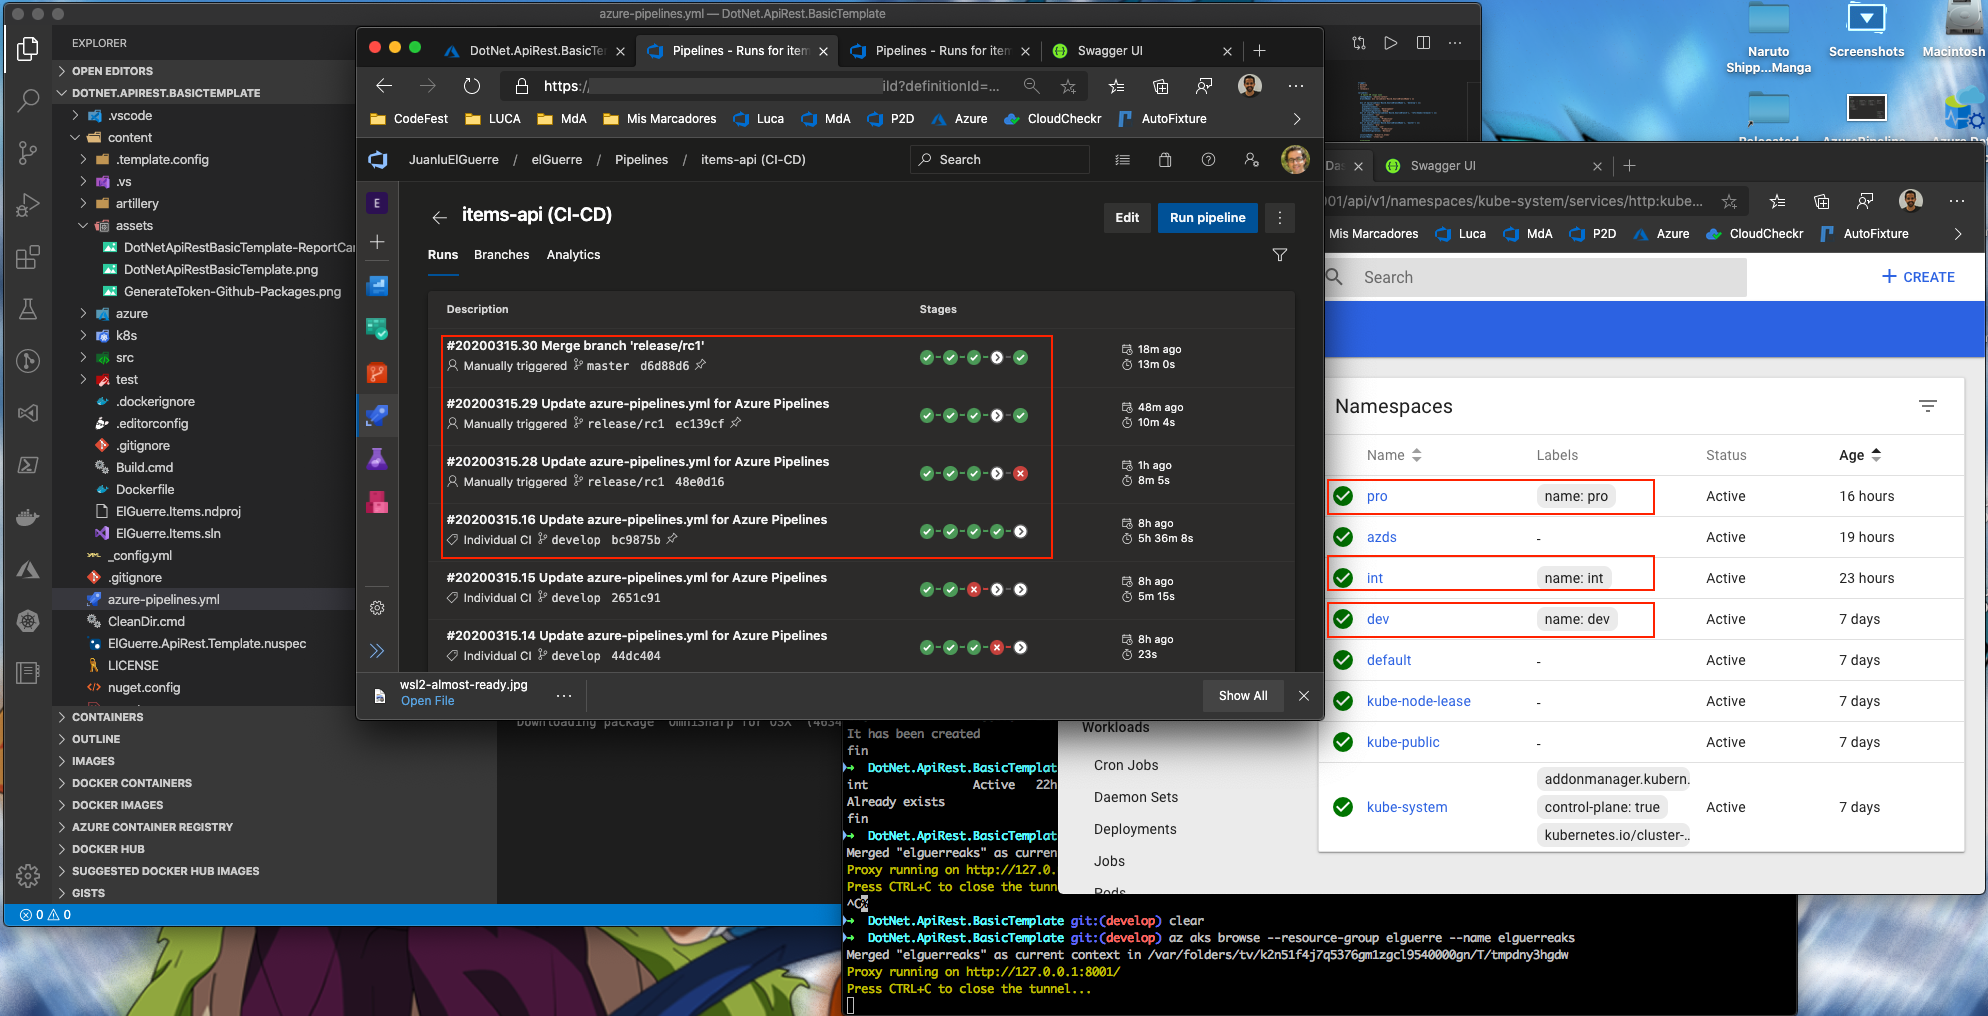 azure-pipelines.yml — DotNet.ApiRest.BasicTemplate
EXPLORER
OPEN EDITORS
DOTNET.APIREST.BASICTEMPLATE
.vscode
content
.template.config
.vs
artillery
assets
DotNetApiRestBasicTemplate-ReportCar
DotNetApiRestBasicTemplate.png
GenerateToken-Github-Packages.png
azure
k8s
src
test
.dockerignore
.editorconfig
.gitignore
Build.cmd
Dockerfile
ElGuerre.Items.ndproj
ElGuerre.Items.sln
_config.yml
.gitignore
azure-pipelines.yml
CleanDir.cmd
ElGuerre.ApiRest.Template.nuspec
LICENSE
nuget.config
CONTAINERS
OUTLINE
IMAGES
DOCKER CONTAINERS
DOCKER IMAGES
AZURE CONTAINER REGISTRY
DOCKER HUB
SUGGESTED DOCKER HUB IMAGES
GISTS
0 0
DotNet.ApiRest.BasicTe
Pipelines - Runs for item
Pipelines - Runs for iten
Swagger UI
https:/
ild?definitionId=...
CodeFest LUCA MdA Mis Marcadores Luca MdA P2D Azure CloudCheckr AutoFixture
JuanluElGuerre / elGuerre / Pipelines / items-api (CI-CD)
Search
E
items-api (CI-CD)
Edit
Run pipeline
Runs Branches Analytics
Description Stages
#20200315.30 Merge branch 'release/rc1'
Manually triggered master d6d88d6
18m ago
13m 0s
#20200315.29 Update azure-pipelines.yml for Azure Pipelines
Manually triggered release/rc1 ec139cf
48m ago
10m 4s
#20200315.28 Update azure-pipelines.yml for Azure Pipelines
Manually triggered release/rc1 48e0d16
1h ago
8m 5s
#20200315.16 Update azure-pipelines.yml for Azure Pipelines
Individual CI develop bc9875b
8h ago
5h 36m 8s
#20200315.15 Update azure-pipelines.yml for Azure Pipelines
Individual CI develop 2651c91
8h ago
5m 15s
#20200315.14 Update azure-pipelines.yml for Azure Pipelines
Individual CI develop 44dc404
8h ago
23s
wsl2-almost-ready.jpg
Open File
Show All
Naruto
Shipp...Manga
Screenshots
Macintosh
Swagger UI
001/api/v1/namespaces/kube-system/services/http:kube...
Mis Marcadores Luca MdA P2D Azure CloudCheckr AutoFixture
Search
+ CREATE
Namespaces
Name Labels Status Age
pro name: pro Active 16 hours
azds - Active 19 hours
int name: int Active 23 hours
dev name: dev Active 7 days
default - Active 7 days
kube-node-lease - Active 7 days
kube-public - Active 7 days
addonmanager.kubern.
kube-system control-plane: true Active 7 days
kubernetes.io/cluster-..
Workloads
Cron Jobs
Daemon Sets
Deployments
Jobs
Pods
It has been created
fin
DotNet.ApiRest.BasicTemplat
int Active 22h
Already exists
fin
DotNet.ApiRest.BasicTemplat
Merged "elguerreaks" as curren
Proxy running on http://127.0.
Press CTRL+C to close the tunn
^C%
DotNet.ApiRest.BasicTemplate git:(develop) clear
DotNet.ApiRest.BasicTemplate git:(develop) az aks browse --resource-group elguerre --name elguerreaks
Merged "elguerreaks" as current context in /var/folders/tv/k2n51f4j7q5376gm1zgcl9540000gn/T/tmpdny3hgdw
Proxy running on http://127.0.0.1:8001/
Press CTRL+C to close the tunnel...